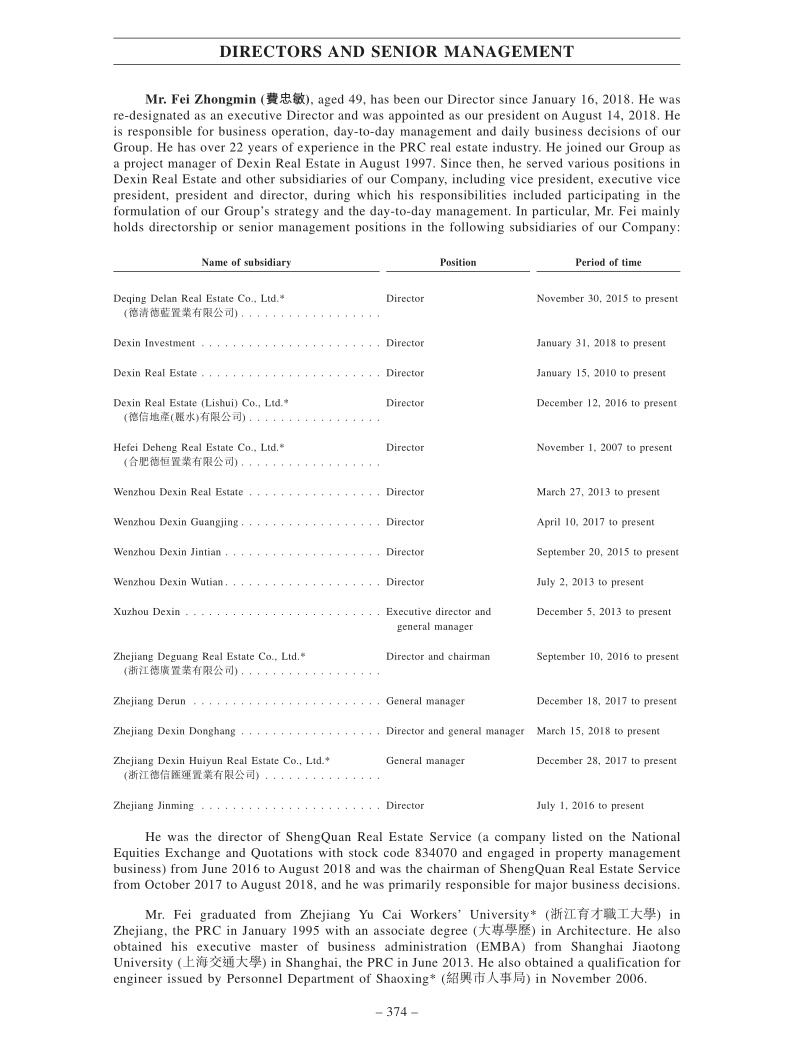 DIRECTORS AND SENIOR MANAGEMENT
Mr. Fei Zhongmin (費忠敏), aged 49, has been our Director since January 16, 2018. He was
re-designated as an executive Director and was appointed as our president on August 14, 2018. He
is responsible for business operation, day-to-day management and daily business decisions of our
Group. He has over 22 years of experience in the PRC real estate industry. He joined our Group as
a project manager of Dexin Real Estate in August 1997. Since then, he served various positions in
Dexin Real Estate and other subsidiaries of our Company, including vice president, executive vice
president, president and director, during which his responsibilities included participating in the
formulation of our Group's strategy and the day-to-day management. In particular, Mr. Fei mainly
holds directorship or senior management positions in the following subsidiaries of our Company:
Name of subsidiary Position Period of time
Deqing Delan Real Estate Co., Ltd.* Director November 30, 2015 to present
(德清德藍置業有限公司) . . . . . . . . . . . . . . . . . .
Dexin Investment . . . . . . . . . . . . . . . . . . . . . . . Director January 31, 2018 to present
Dexin Real Estate . . . . . . . . . . . . . . . . . . . . . . . Director January 15, 2010 to present
Dexin Real Estate (Lishui) Co., Ltd.* Director December 12, 2016 to present
(德信地產(麗水)有限公司) . . . . . . . . . . . . . . . . .
Hefei Deheng Real Estate Co., Ltd.* Director November 1, 2007 to present
(合肥德恒置業有限公司) . . . . . . . . . . . . . . . . . .
Wenzhou Dexin Real Estate . . . . . . . . . . . . . . . . . Director March 27, 2013 to present
Wenzhou Dexin Guangjing . . . . . . . . . . . . . . . . . . Director April 10, 2017 to present
Wenzhou Dexin Jintian . . . . . . . . . . . . . . . . . . . . Director September 20, 2015 to present
Wenzhou Dexin Wutian . . . . . . . . . . . . . . . . . . . . Director July 2, 2013 to present
Xuzhou Dexin . . . . . . . . . . . . . . . . . . . . . . . . . Executive director and December 5, 2013 to present
general manager
Zhejiang Deguang Real Estate Co., Ltd.* Director and chairman September 10, 2016 to present
(浙江德廣置業有限公司) . . . . . . . . . . . . . . . . . .
Zhejiang Derun . . . . . . . . . . . . . . . . . . . . . . . . General manager December 18, 2017 to present
Zhejiang Dexin Donghang . . . . . . . . . . . . . . . . . . Director and general manager March 15, 2018 to present
Zhejiang Dexin Huiyun Real Estate Co., Ltd.* General manager December 28, 2017 to present
(浙江德信匯運置業有限公司) . . . . . . . . . . . . . . .
Zhejiang Jinming . . . . . . . . . . . . . . . . . . . . . . . Director July 1, 2016 to present
He was the director of ShengQuan Real Estate Service (a company listed on the National
Equities Exchange and Quotations with stock code 834070 and engaged in property management
business) from June 2016 to August 2018 and was the chairman of ShengQuan Real Estate Service
from October 2017 to August 2018, and he was primarily responsible for major business decisions.
Mr. Fei graduated from Zhejiang Yu Cai Workers' University* (浙江育才職工大學) in
Zhejiang, the PRC in January 1995 with an associate degree (大專學歷) in Architecture. He also
obtained his executive master of business administration (EMBA) from Shanghai Jiaotong
University (上海交通大學) in Shanghai, the PRC in June 2013. He also obtained a qualification for
engineer issued by Personnel Department of Shaoxing* (紹興市人事局) in November 2006.
– 374 –